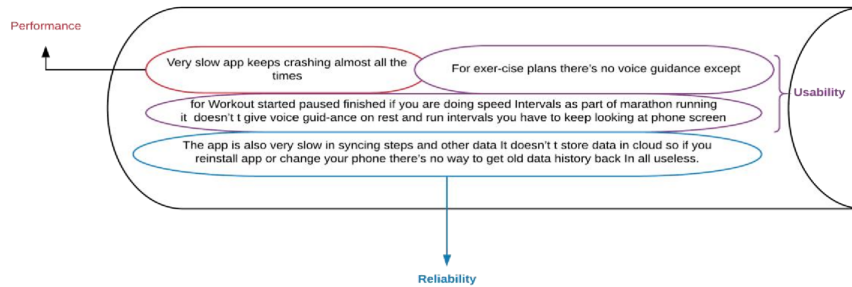 Performance
Very slow app keeps crashing almost all the
times
For exer-cise plans there's no voice guidance except
Usability
for Workout started paused finished if you are doing speed Intervals as part of marathon running
it doesn't t give voice guid-ance on rest and run intervals you have to keep looking at phone screen
The app is also very slow in syncing steps and other data It doesn't t store data in cloud so if you
reinstall app or change your phone there's no way to get old data history back In all useless.
Reliability